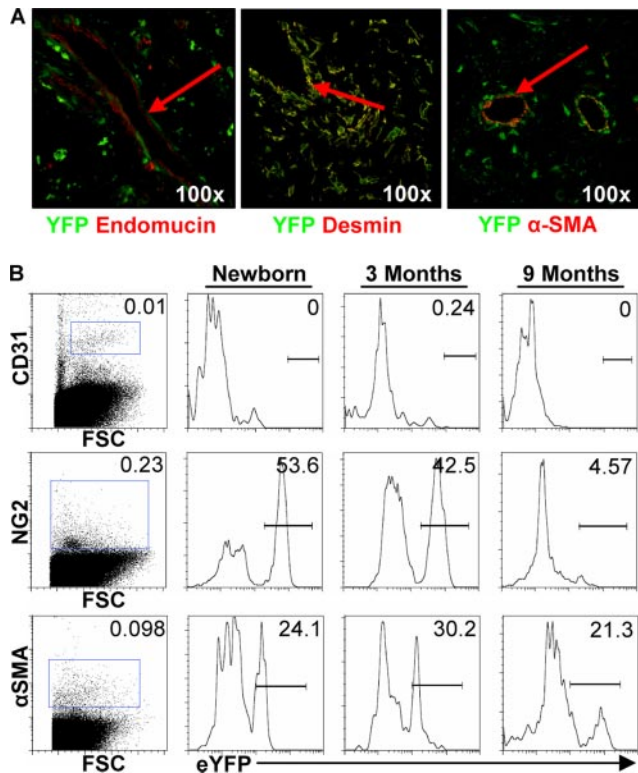 A
100x 100x 100x
YFP Endomucin YFP Desmin YFP α-SMA
B
Newborn 3 Months 9 Months
CD31 0.01 0 0.24 0
FSC
NG2 0.23 53.6 42.5 4.57
FSC
αSMA 0.098 24.1 30.2 21.3
FSC eYFP